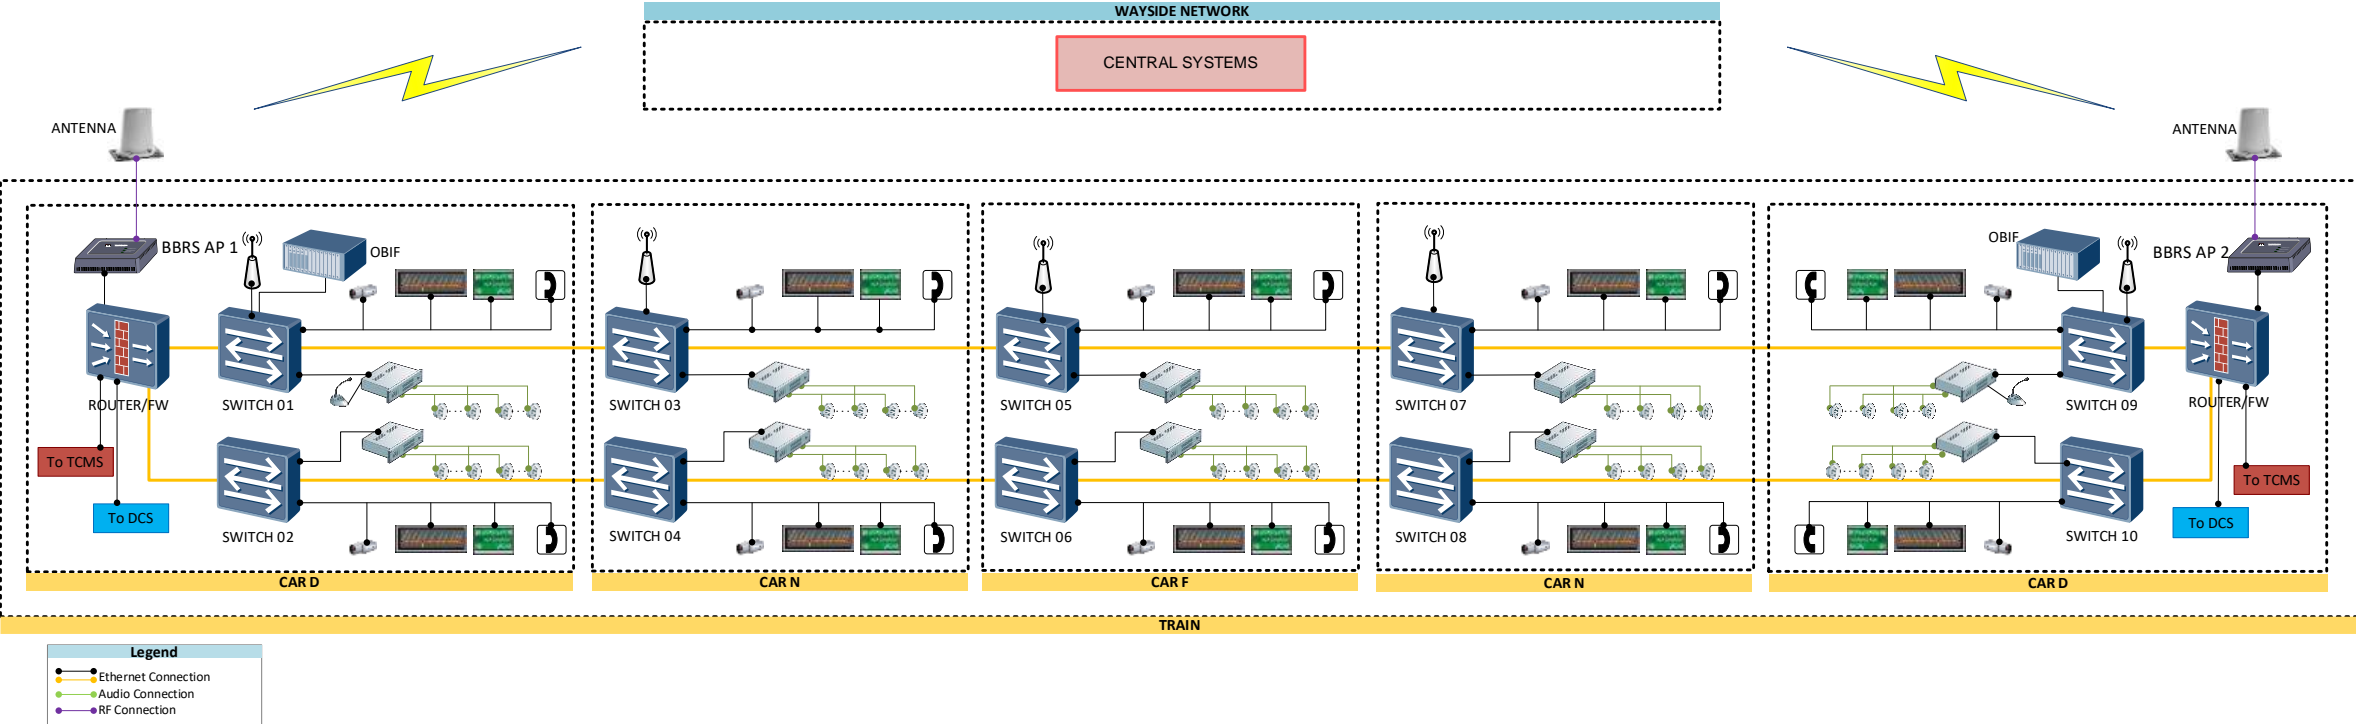 WAYSIDE NETWORK
CENTRAL SYSTEMS
ANTENNA
ANTENNA
BBRS AP 1
OBIF
OBIF
BBRS AP 2
ROUTER/FW
SWITCH 01
SWITCH 03
SWITCH 05
SWITCH 07
SWITCH 09
ROUTER/FW
To TCMS
To DCS
SWITCH 02
SWITCH 04
SWITCH 06
SWITCH 08
SWITCH 10
To TCMS
To DCS
CAR D
CAR N
CAR F
CAR N
CAR D
TRAIN
Legend
Ethernet Connection
Audio Connection
RF Connection